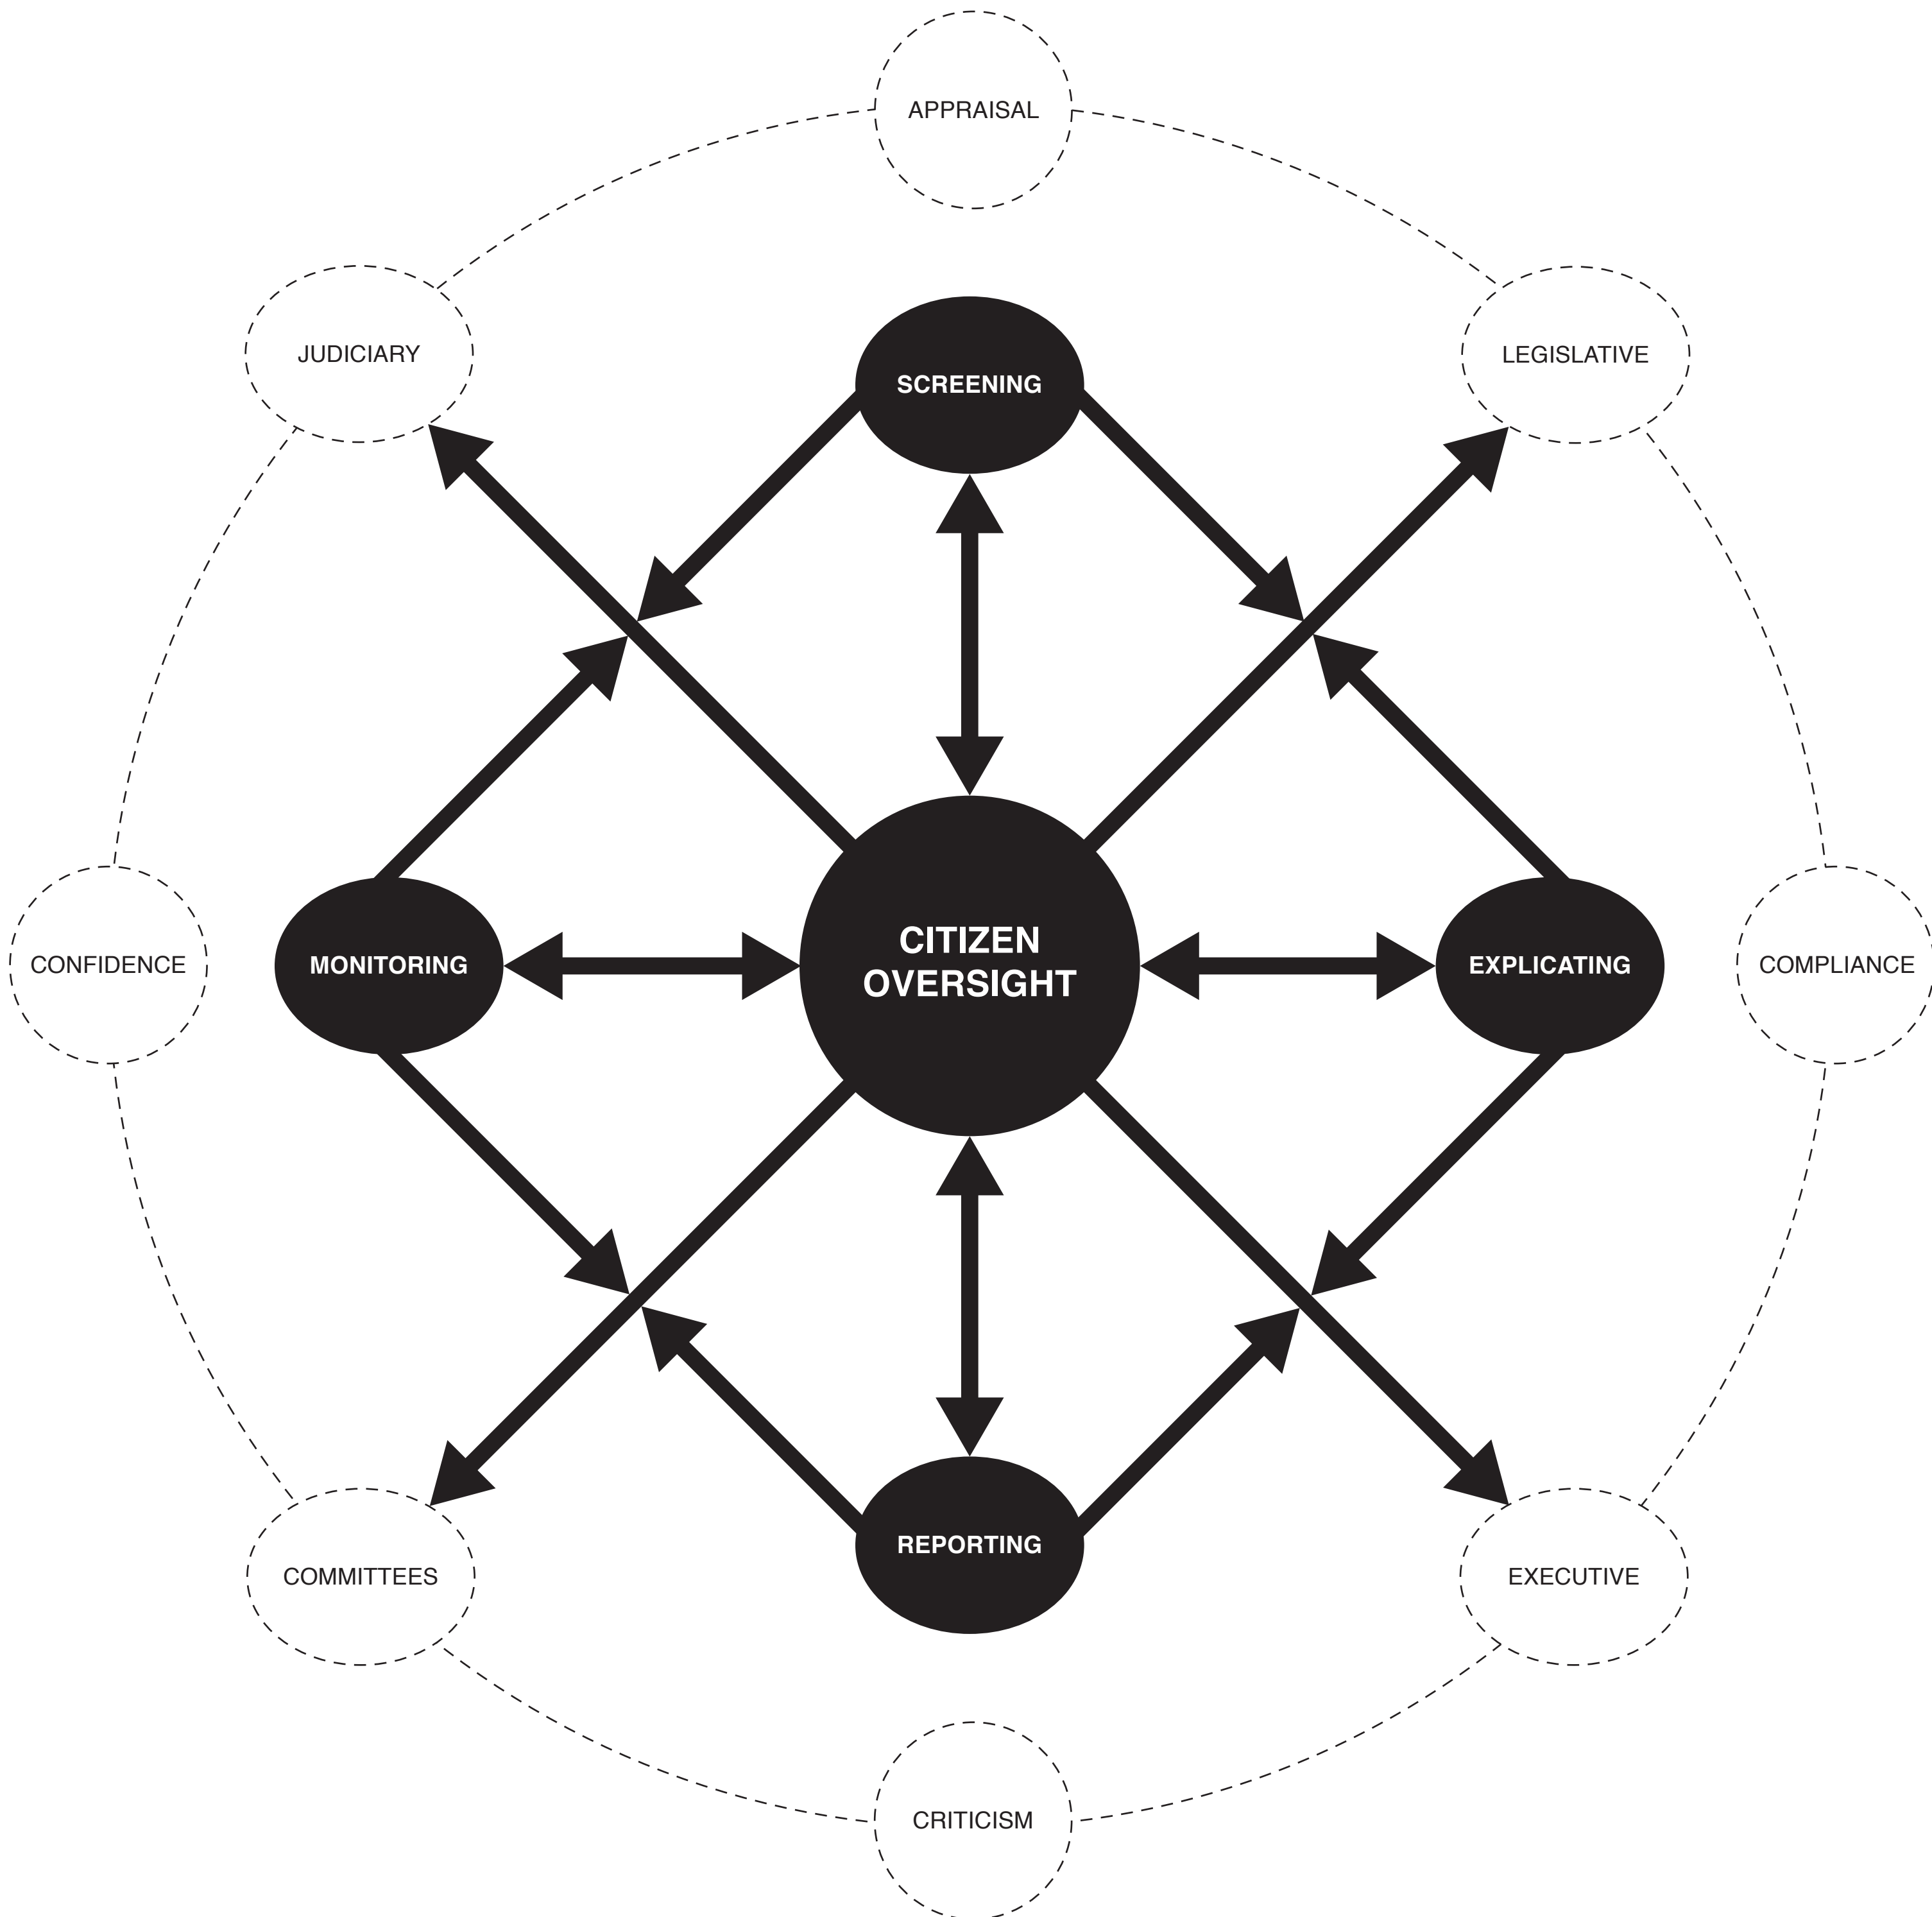 APPRAISAL
JUDICIARY
LEGISLATIVE
SCREENING
CONFIDENCE
MONITORING
CITIZEN
OVERSIGHT
EXPLICATING
COMPLIANCE
REPORTING
COMMITTEES
EXECUTIVE
CRITICISM